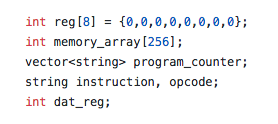 int reg[8] = {0,0,0,0,0,0,0,0};
int memory_array[256];
vector<string> program_counter;
string instruction, opcode;
int dat_reg;